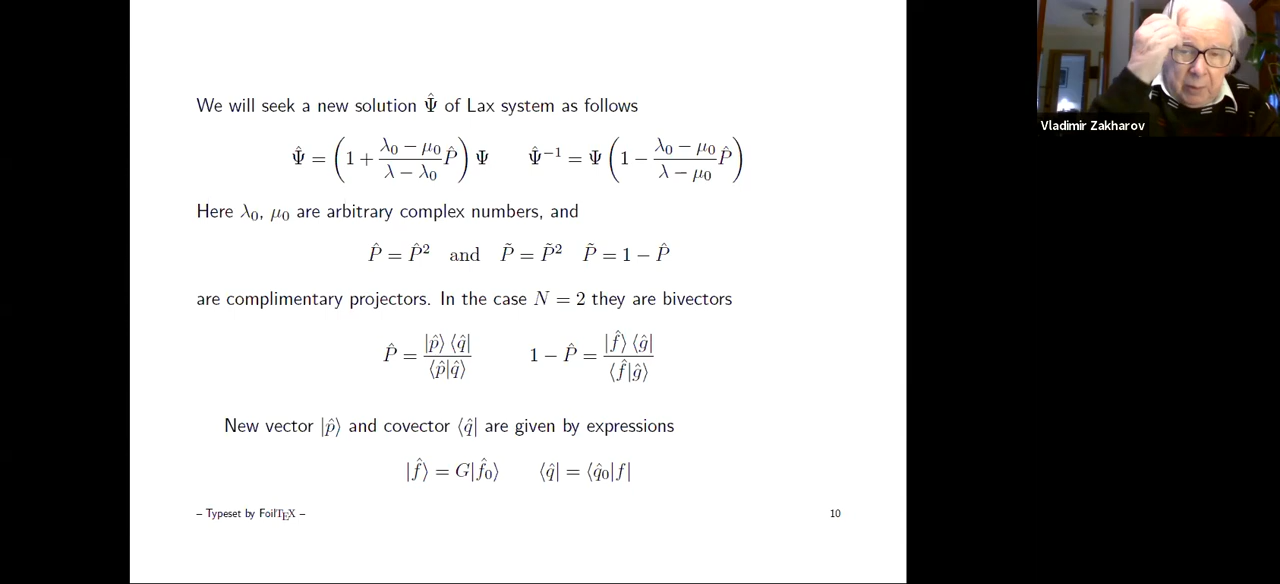 We will seek a new solution Ψ̂ of Lax system as follows
Ψ̂ = (1 + (λ₀ − μ₀)/(λ − λ₀) P̂) Ψ Ψ̂⁻¹ = Ψ (1 − (λ₀ − μ₀)/(λ − μ₀) P̂)
Here λ₀, μ₀ are arbitrary complex numbers, and
P̂ = P̂² and P̃ = P̃² P̃ = 1 − P̂
are complimentary projectors. In the case N = 2 they are bivectors
P̂ = |p̂⟩ ⟨q̂| / ⟨p̂|q̂⟩ 1 − P̂ = |f̂⟩ ⟨ĝ| / ⟨f̂|ĝ⟩
New vector |p̂⟩ and covector ⟨q̂| are given by expressions
|f̂⟩ = G|f̂₀⟩ ⟨q̂| = ⟨q̂₀|f|
– Typeset by FoilTEX – 10
Vladimir Zakharov